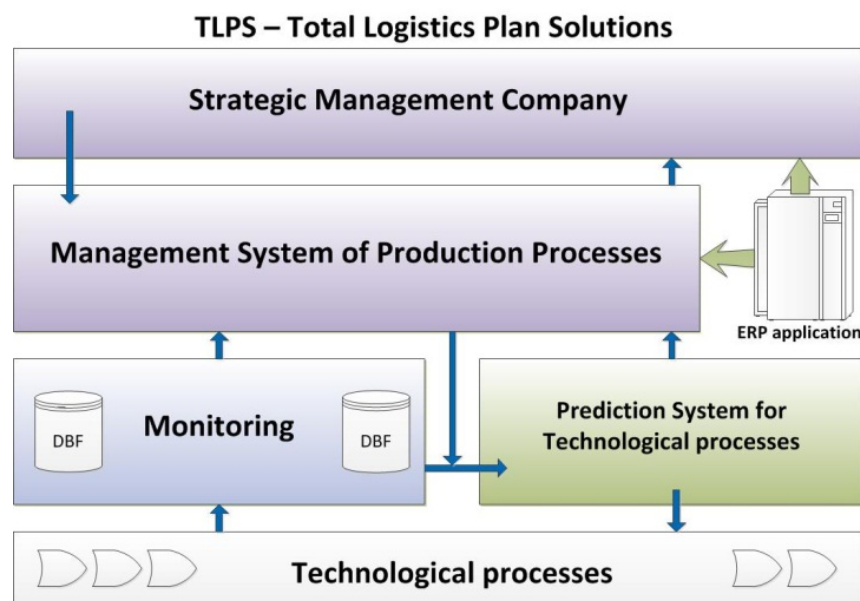 TLPS – Total Logistics Plan Solutions
Strategic Management Company
Management System of Production Processes
ERP application
DBF
Monitoring
DBF
Prediction System for
Technological processes
Technological processes